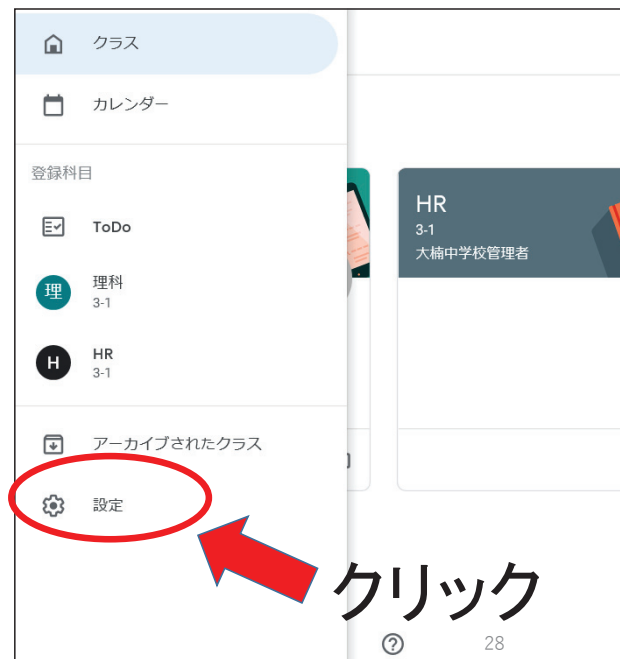 クラス
カレンダー
登録科目
ToDo
理
理科
3-1
H
HR
3-1
アーカイブされたクラス
設定
HR
3-1
大楠中学校管理者
クリック
28